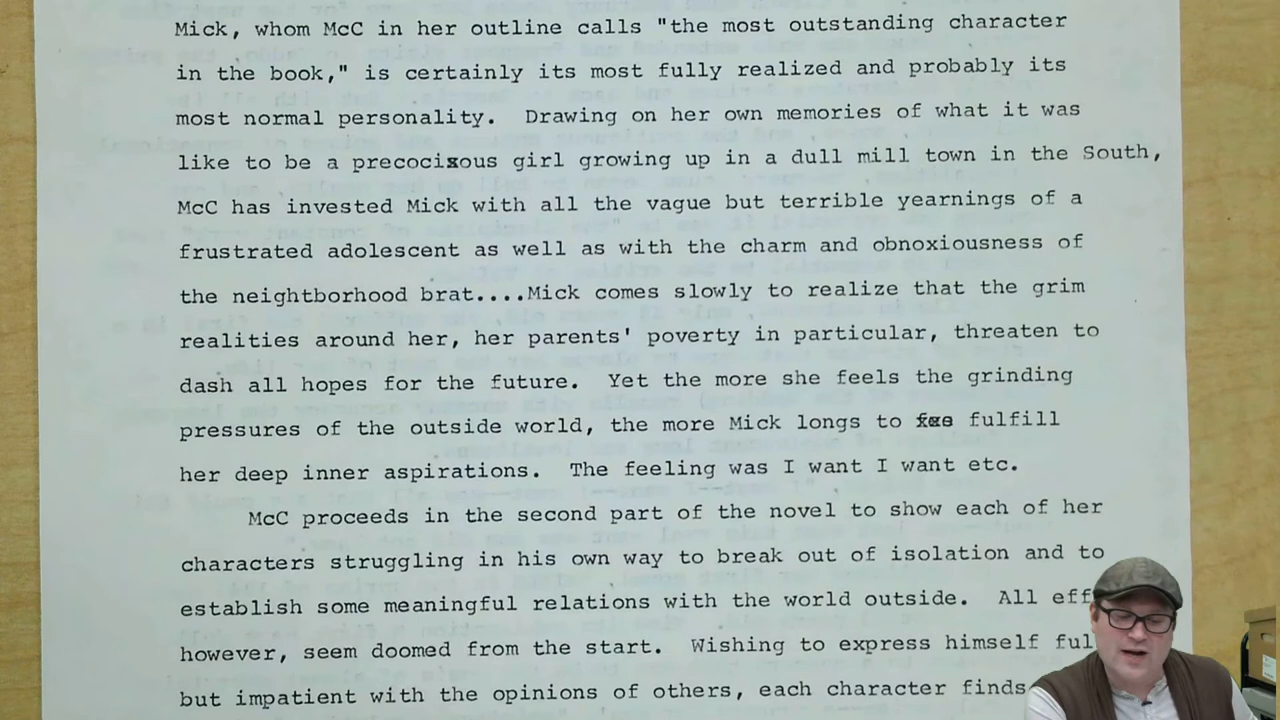 Mick, whom McC in her outline calls "the most outstanding character
in the book," is certainly its most fully realized and probably its
most normal personality.  Drawing on her own memories of what it was
like to be a precocixous girl growing up in a dull mill town in the South,
McC has invested Mick with all the vague but terrible yearnings of a
frustrated adolescent as well as with the charm and obnoxiousness of
the neightborhood brat....Mick comes slowly to realize that the grim
realities around her, her parents' poverty in particular, threaten to
dash all hopes for the future.  Yet the more she feels the grinding
pressures of the outside world, the more Mick longs to fulfill
her deep inner aspirations.  The feeling was I want I want etc.
McC proceeds in the second part of the novel to show each of her
characters struggling in his own way to break out of isolation and to
establish some meaningful relations with the world outside.  All eff
however, seem doomed from the start.  Wishing to express himself ful
but impatient with the opinions of others, each character finds